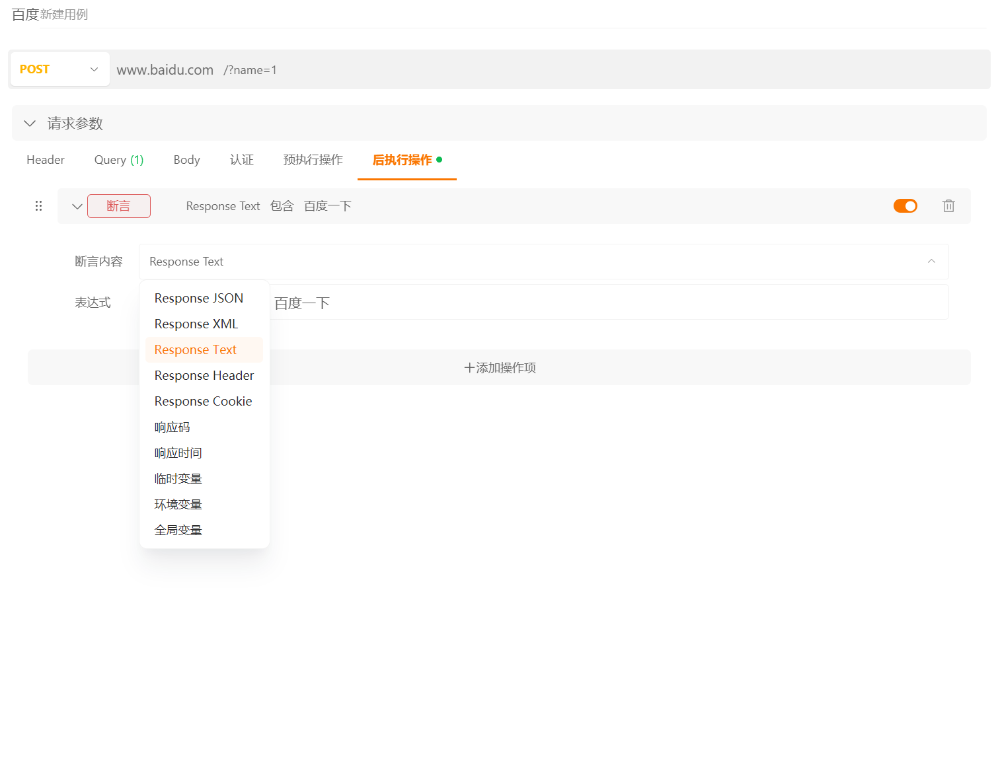 百度新建用例
POST www.baidu.com /?name=1
请求参数
Header Query (1) Body 认证 预执行操作 后执行操作
断言 Response Text 包含 百度一下
断言内容 Response Text
表达式 百度一下
Response JSON
Response XML
Response Text
Response Header
Response Cookie
响应码
响应时间
临时变量
环境变量
全局变量
添加操作项